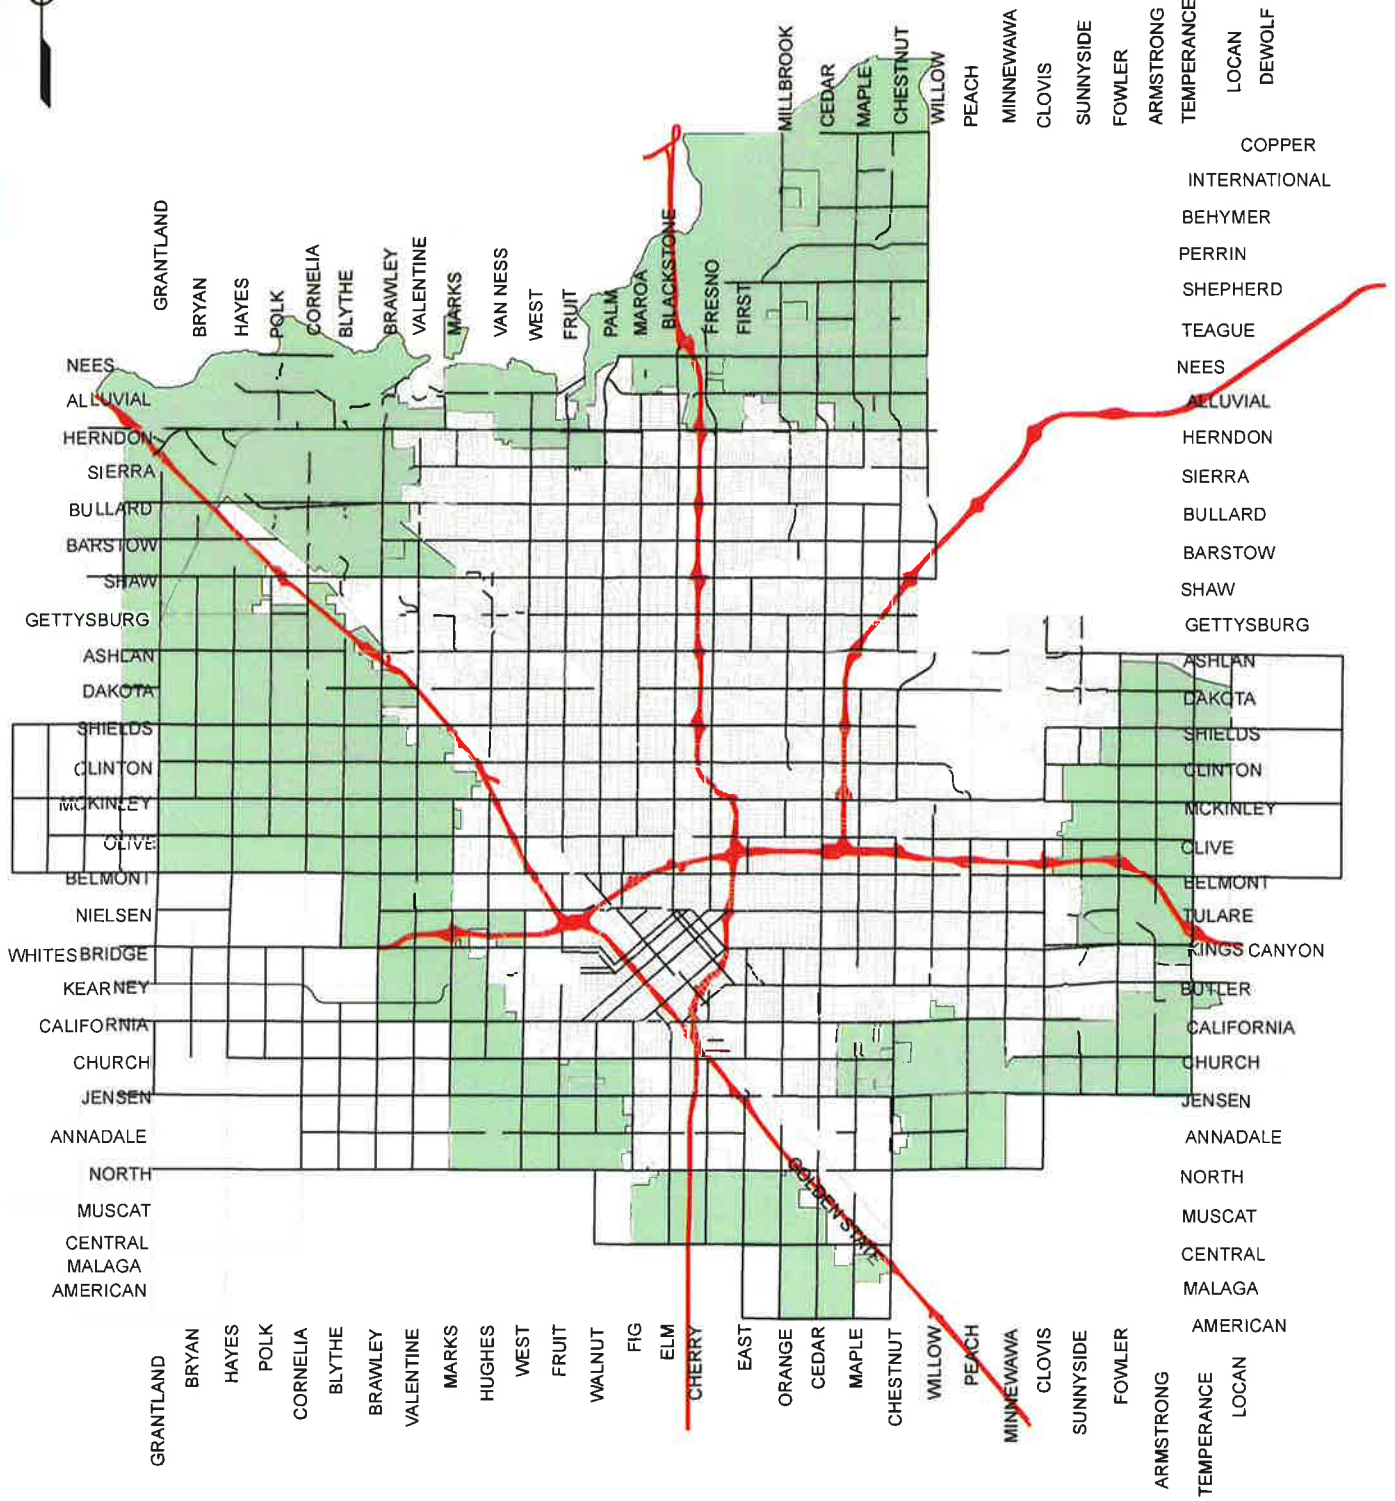 GRANTLAND
BRYAN
HAYES
POLK
CORNELIA
BLYTHE
BRAWLEY
VALENTINE
MARKS
VAN NESS
WEST
FRUIT
PALM
MAROA
BLACKSTONE
FRESNO
FIRST
MILLBROOK
CEDAR
MAPLE
CHESTNUT
WILLOW
PEACH
MINNEWAWA
CLOVIS
SUNNYSIDE
FOWLER
ARMSTRONG
TEMPERANCE
LOCAN
DEWOLF
NEES
ALLUVIAL
HERNDON
SIERRA
BULLARD
BARSTOW
SHAW
GETTYSBURG
ASHLAN
DAKOTA
SHIELDS
CLINTON
MCKINLEY
OLIVE
BELMONT
NIELSEN
WHITESBRIDGE
KEARNEY
CALIFORNIA
CHURCH
JENSEN
ANNADALE
NORTH
MUSCAT
CENTRAL
MALAGA
AMERICAN
COPPER
INTERNATIONAL
BEHYMER
PERRIN
SHEPHERD
TEAGUE
NEES
ALLUVIAL
HERNDON
SIERRA
BULLARD
BARSTOW
SHAW
GETTYSBURG
ASHLAN
DAKOTA
SHIELDS
CLINTON
MCKINLEY
OLIVE
BELMONT
TULARE
KINGS CANYON
BUTLER
CALIFORNIA
CHURCH
JENSEN
ANNADALE
NORTH
MUSCAT
CENTRAL
MALAGA
AMERICAN
GOLDEN STATE
GRANTLAND
BRYAN
HAYES
POLK
CORNELIA
BLYTHE
BRAWLEY
VALENTINE
MARKS
HUGHES
WEST
FRUIT
WALNUT
FIG
ELM
CHERRY
EAST
ORANGE
CEDAR
MAPLE
CHESTNUT
WILLOW
PEACH
MINNEWAWA
CLOVIS
SUNNYSIDE
FOWLER
ARMSTRONG
TEMPERANCE
LOCAN